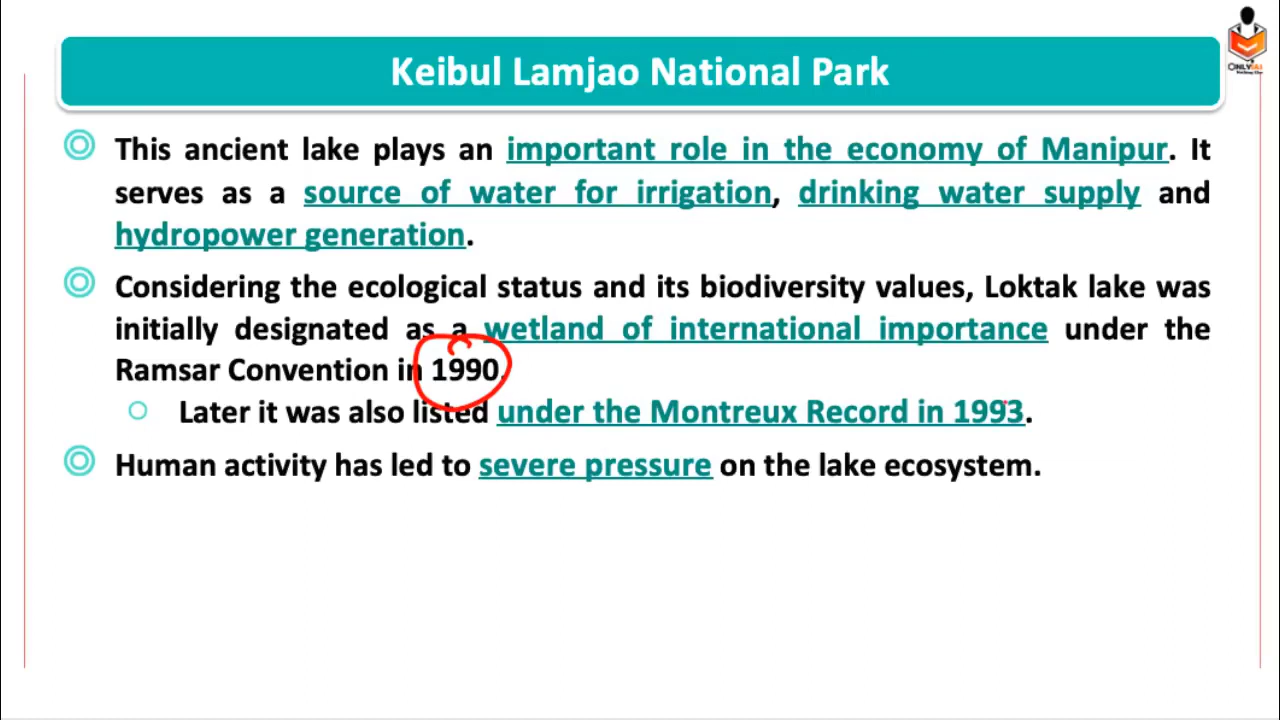 Keibul Lamjao National Park
ONLYIAS
This ancient lake plays an important role in the economy of Manipur. It
serves as a source of water for irrigation, drinking water supply and
hydropower generation.
Considering the ecological status and its biodiversity values, Loktak lake was
initially designated as a wetland of international importance under the
Ramsar Convention in 1990.
Later it was also listed under the Montreux Record in 1993.
Human activity has led to severe pressure on the lake ecosystem.